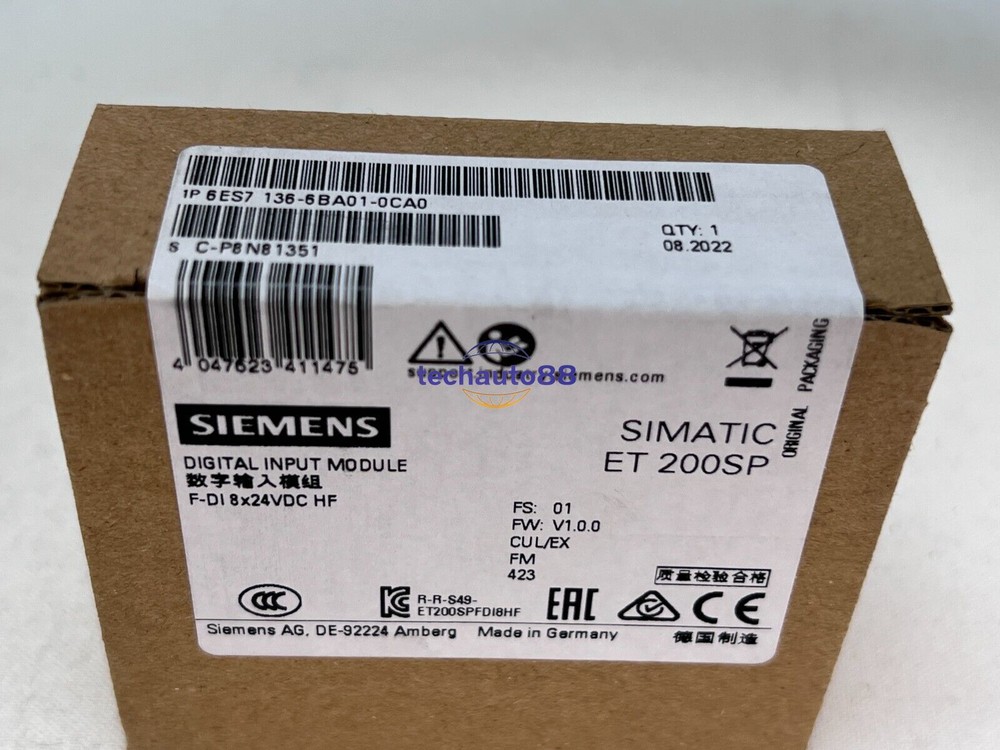 1P 6ES7 136-6BA01-0CA0
S C-P8N81351
QTY: 1
08.2022
4 047623 411475
techauto88
SIEMENS
SIMATIC
ET 200SP
ORIGINAL PACKAGING
DIGITAL INPUT MODULE
数字输入模组
F-DI 8x24VDC HF
FS: 01
FW: V1.0.0
CUL/EX
FM
423
质量检验合格
CCC
KC
R-R-S49-
ET200SPFDI8HF
EAC
CE
Siemens AG, DE-92224 Amberg Made in Germany
德国制造